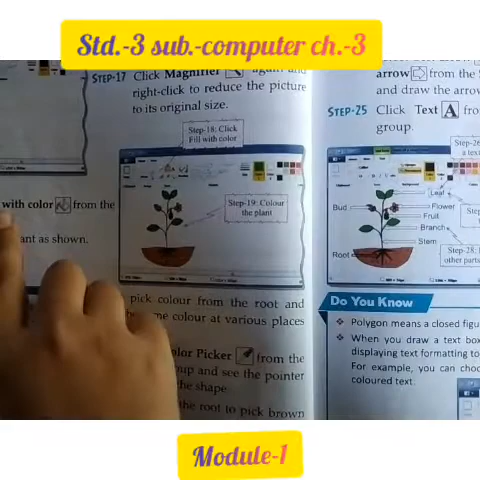 Std.-3 sub.-computer ch.-3
with color from the
ant as shown.
STEP-17 Click Magnifier again and
right-click to reduce the picture
to its original size.
Step-18: Click
Fill with color
Step-19: Colour
the plant
pick colour from the root and
me colour at various places
olor Picker from the
up and see the pointer
the shape
the root to pick brown
arrow from the
and draw the arrow
STEP-25 Click Text A from
group.
Step-26
a text
Leaf
Bud
Flower
Fruit
Branch
Stem
Root
Step-28:
other parts
Do You Know
Polygon means a closed figu
When you draw a text box
displaying text formatting to
For example, you can choo
coloured text.
Module-1